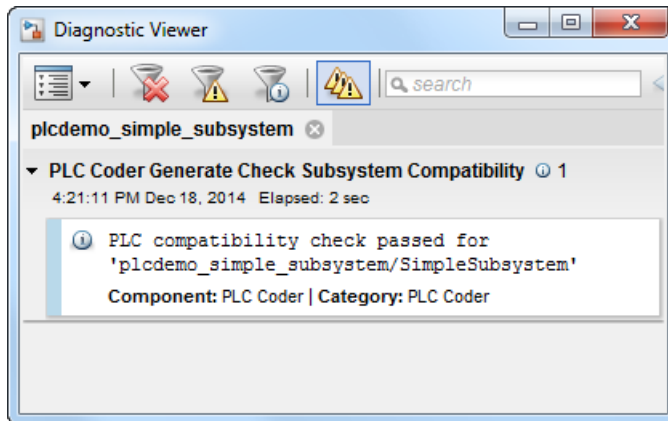 Diagnostic Viewer
search
plcdemo_simple_subsystem
PLC Coder Generate Check Subsystem Compatibility 1
4:21:11 PM Dec 18, 2014 Elapsed: 2 sec
PLC compatibility check passed for
'plcdemo_simple_subsystem/SimpleSubsystem'
Component: PLC Coder | Category: PLC Coder